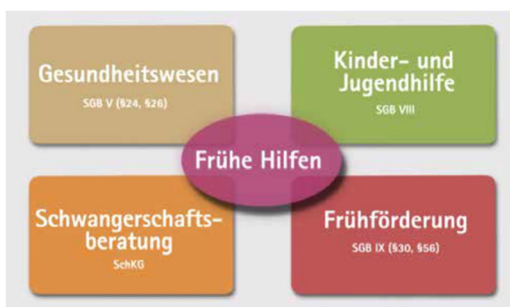 Gesundheitswesen
SGB V (§24, §26)
Kinder- und
Jugendhilfe
SGB VIII
Frühe Hilfen
Schwangerschafts-
beratung
SchKG
Frühförderung
SGB IX (§30, §56)